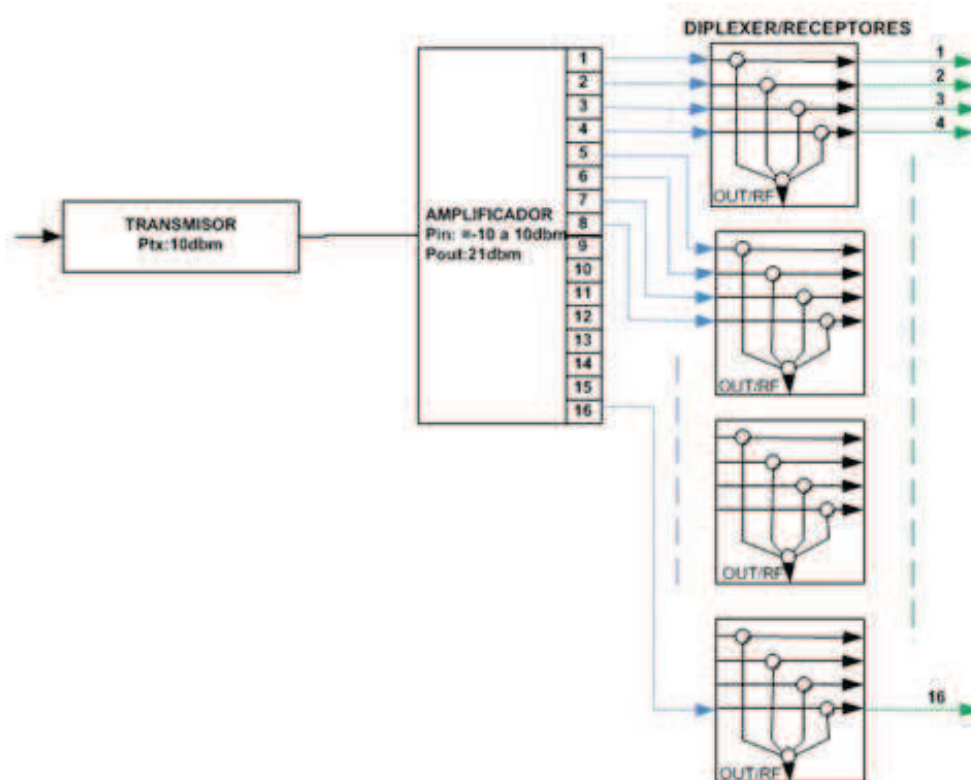 DIPLEXER/RECEPTORES
TRANSMISOR
Ptx:10dbm
AMPLIFICADOR
Pin: =-10 a 10dbm
Pout:21dbm
1
2
3
4
5
6
7
8
9
10
11
12
13
14
15
16
OUT/RF
1
2
3
4
OUT/RF
OUT/RF
OUT/RF
16